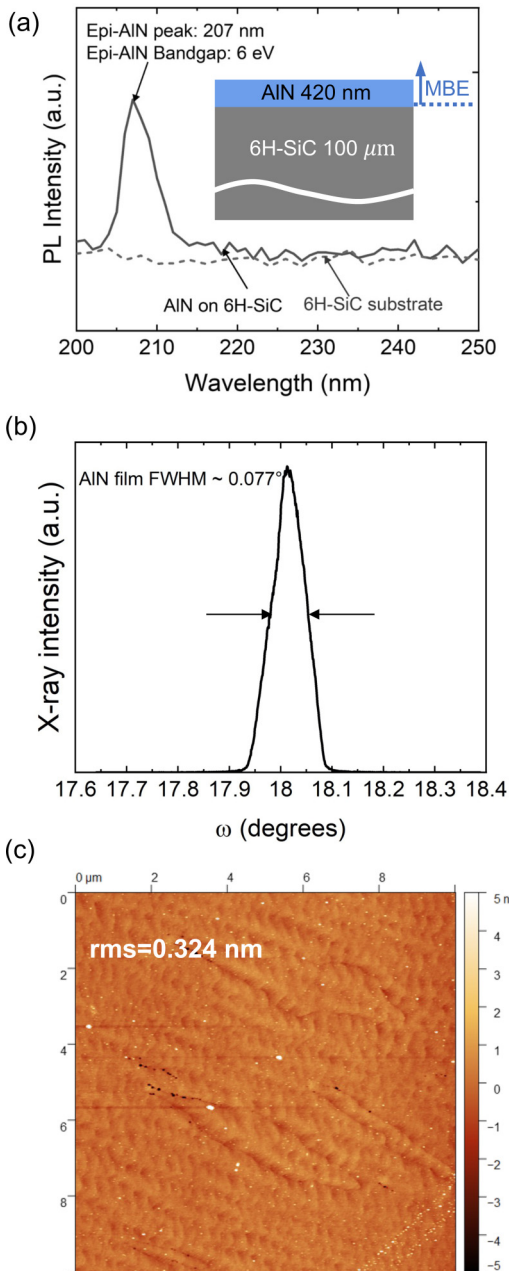 (a)
Epi-AlN peak: 207 nm
Epi-AlN Bandgap: 6 eV
AlN 420 nm
MBE
6H-SiC 100 μm
AlN on 6H-SiC
6H-SiC substrate
PL Intensity (a.u.)
200 210 220 230 240 250
Wavelength (nm)
(b)
AlN film FWHM ~ 0.077°
X-ray intensity (a.u.)
17.6 17.7 17.8 17.9 18 18.1 18.2 18.3 18.4
ω (degrees)
(c)
0 μm 2 4 6 8
0
2
4
6
8
rms=0.324 nm
5 n
4
3
2
1
0
−1
−2
−3
−4
−5